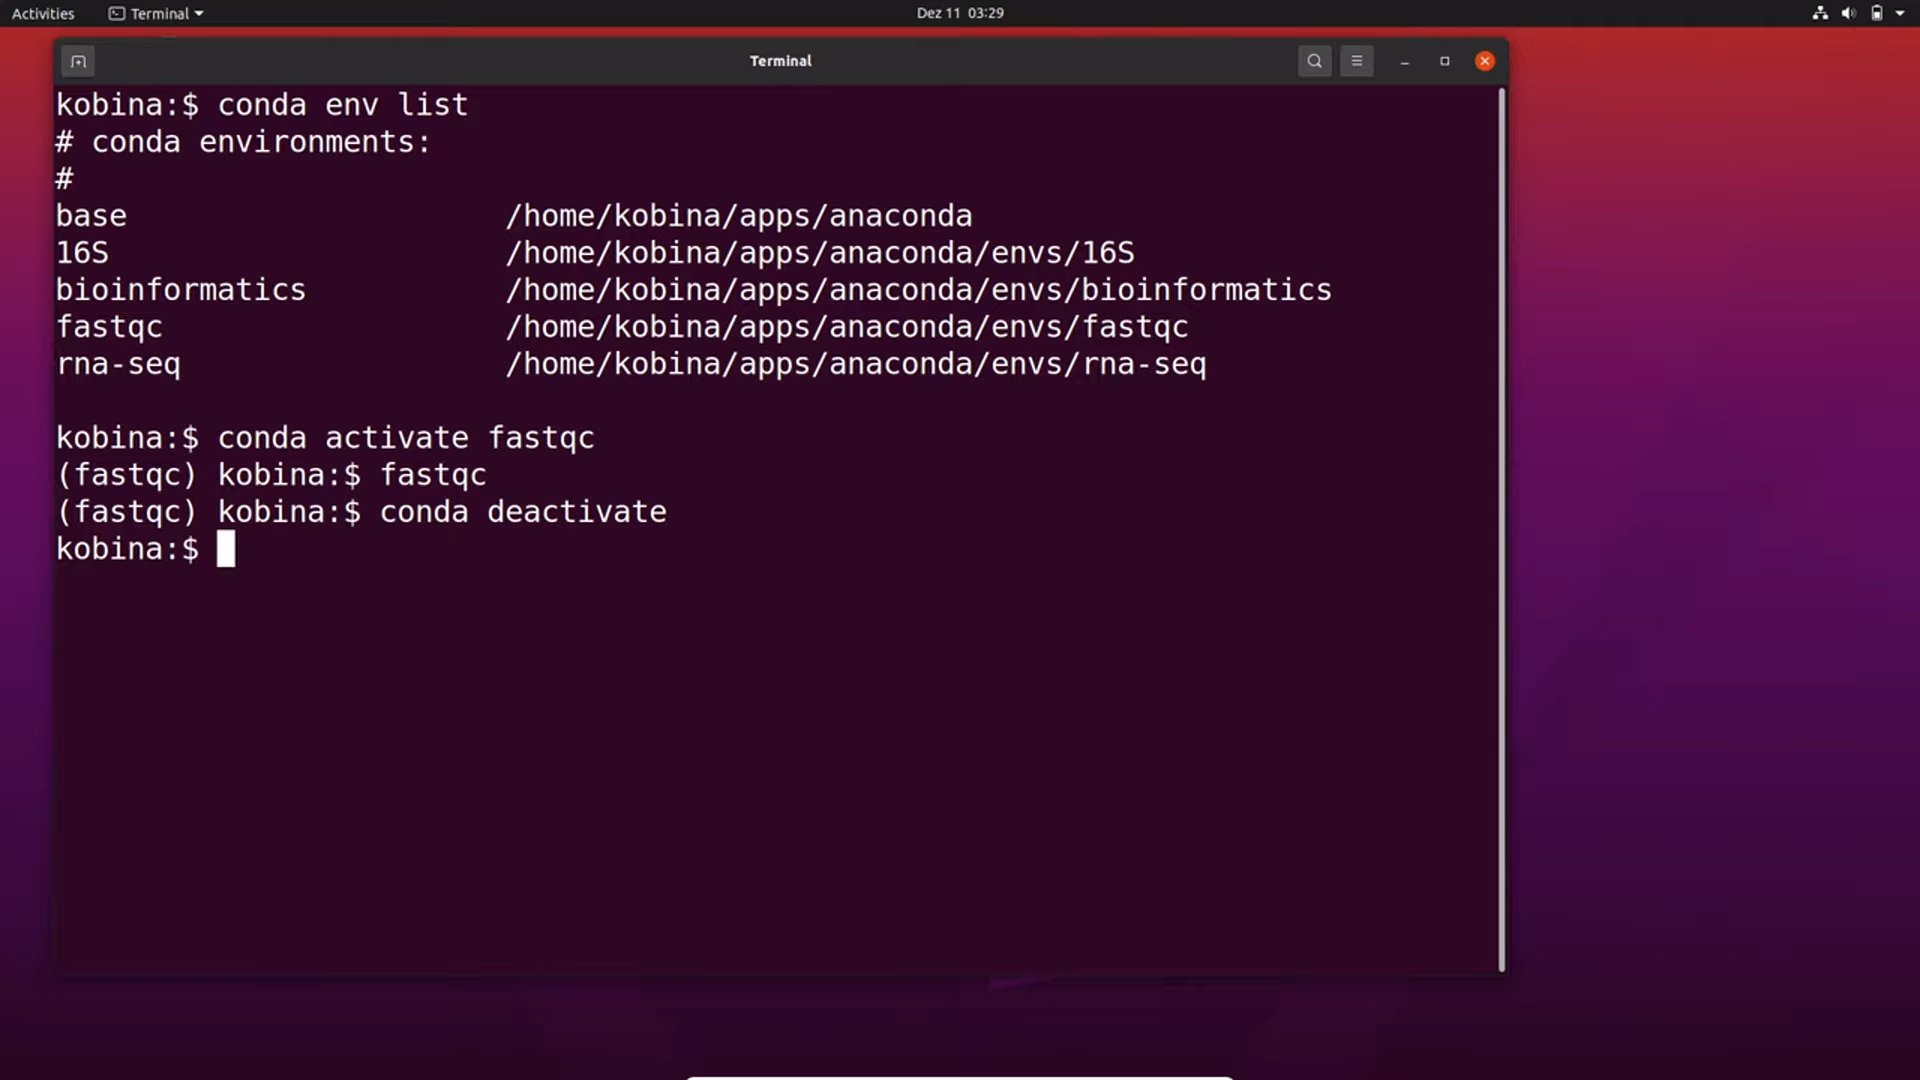 Activities Terminal Dez 11 03:29
Terminal
kobina:$ conda env list
# conda environments:
#
base /home/kobina/apps/anaconda
16S /home/kobina/apps/anaconda/envs/16S
bioinformatics /home/kobina/apps/anaconda/envs/bioinformatics
fastqc /home/kobina/apps/anaconda/envs/fastqc
rna-seq /home/kobina/apps/anaconda/envs/rna-seq
kobina:$ conda activate fastqc
(fastqc) kobina:$ fastqc
(fastqc) kobina:$ conda deactivate
kobina:$